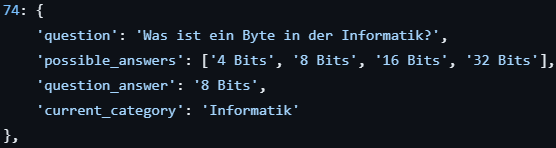 74: {
    'question': 'Was ist ein Byte in der Informatik?',
    'possible_answers': ['4 Bits', '8 Bits', '16 Bits', '32 Bits'],
    'question_answer': '8 Bits',
    'current_category': 'Informatik'
},